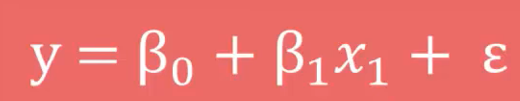 y = β₀ + β₁x₁ + ε